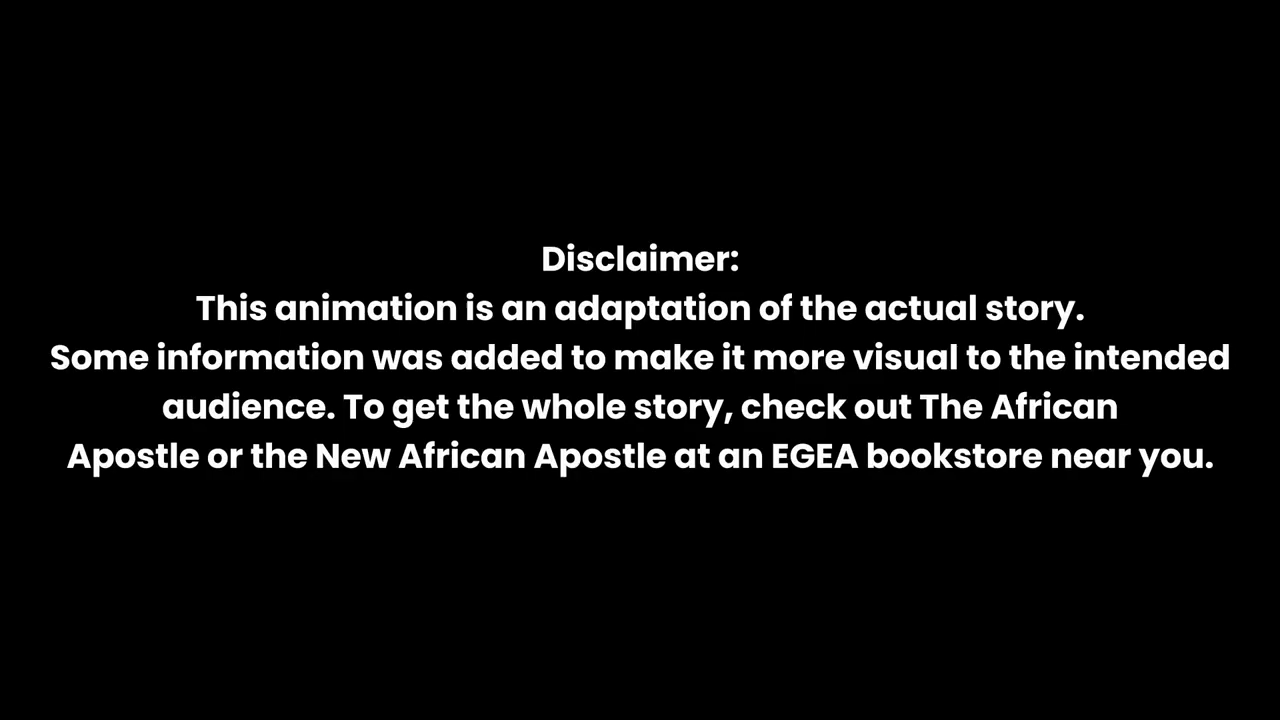 Disclaimer:
This animation is an adaptation of the actual story.
Some information was added to make it more visual to the intended
audience. To get the whole story, check out The African
Apostle or the New African Apostle at an EGEA bookstore near you.